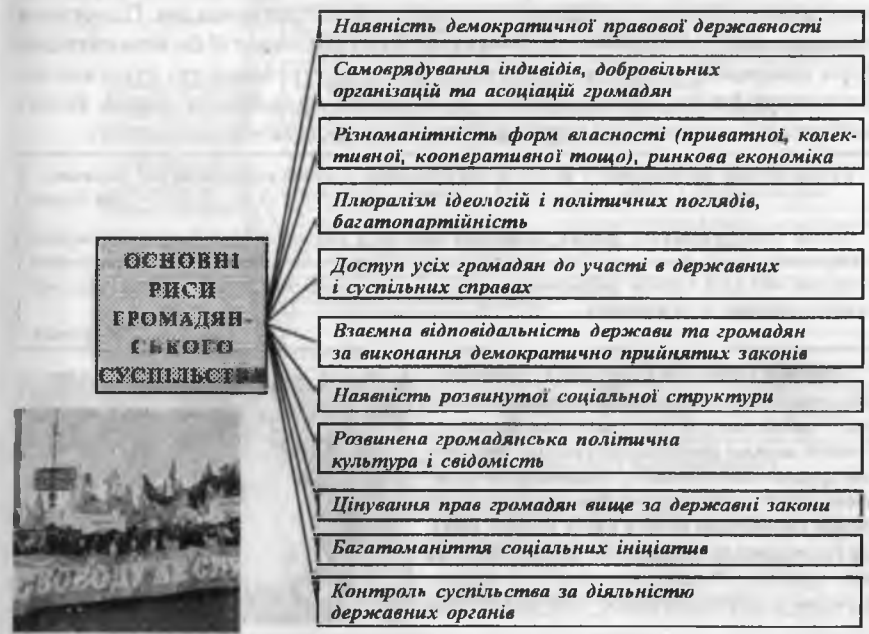 Наявність демократичної правової державності
Самоврядування індивідів, добровільних
організацій та асоціацій громадян
Різноманітність форм власності (приватної, колек-
тивної, кооперативної тощо), ринкова економіка
Плюралізм ідеологій і політичних поглядів,
багатопартійність
ОСНОВНІ
РИСИ
ГРОМАДЯН-
СЬКОГО
СУСПІЛЬСТВА
Доступ усіх громадян до участі в державних
і суспільних справах
Взаємна відповідальність держави та громадян
за виконання демократично прийнятих законів
Наявність розвинутої соціальної структури
Розвинена громадянська політична
культура і свідомість
Цінування прав громадян вище за державні закони
Багатоманіття соціальних ініціатив
Контроль суспільства за діяльністю
державних органів